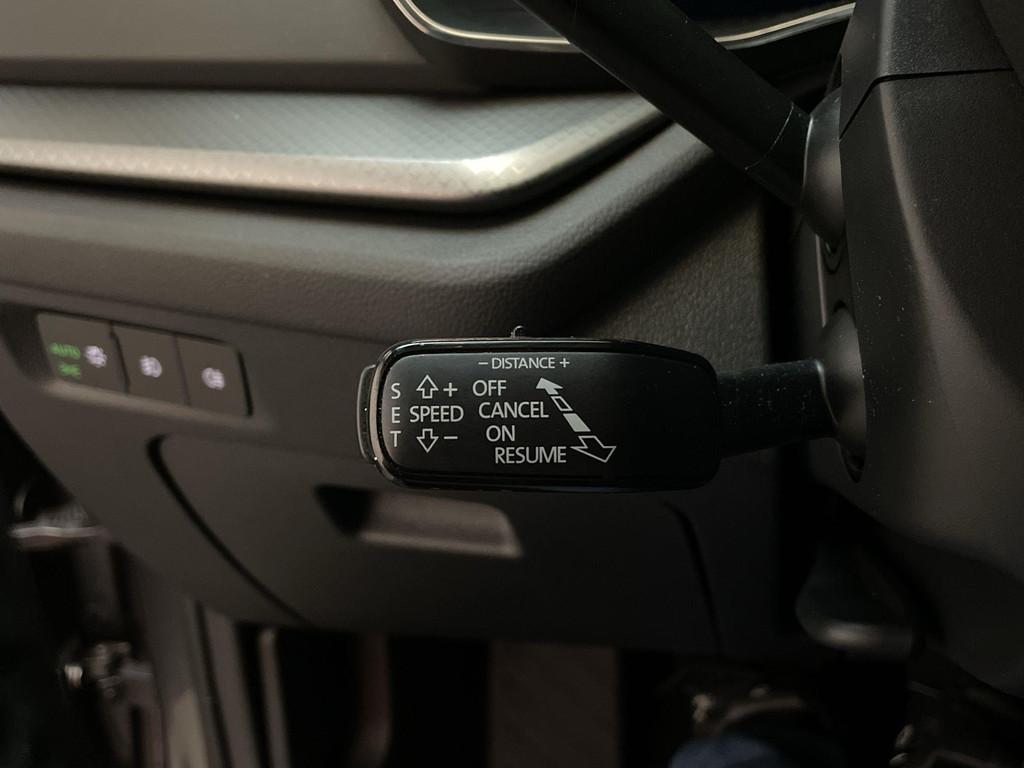 − DISTANCE +
S + OFF
E SPEED CANCEL
T − ON
RESUME
AUTO